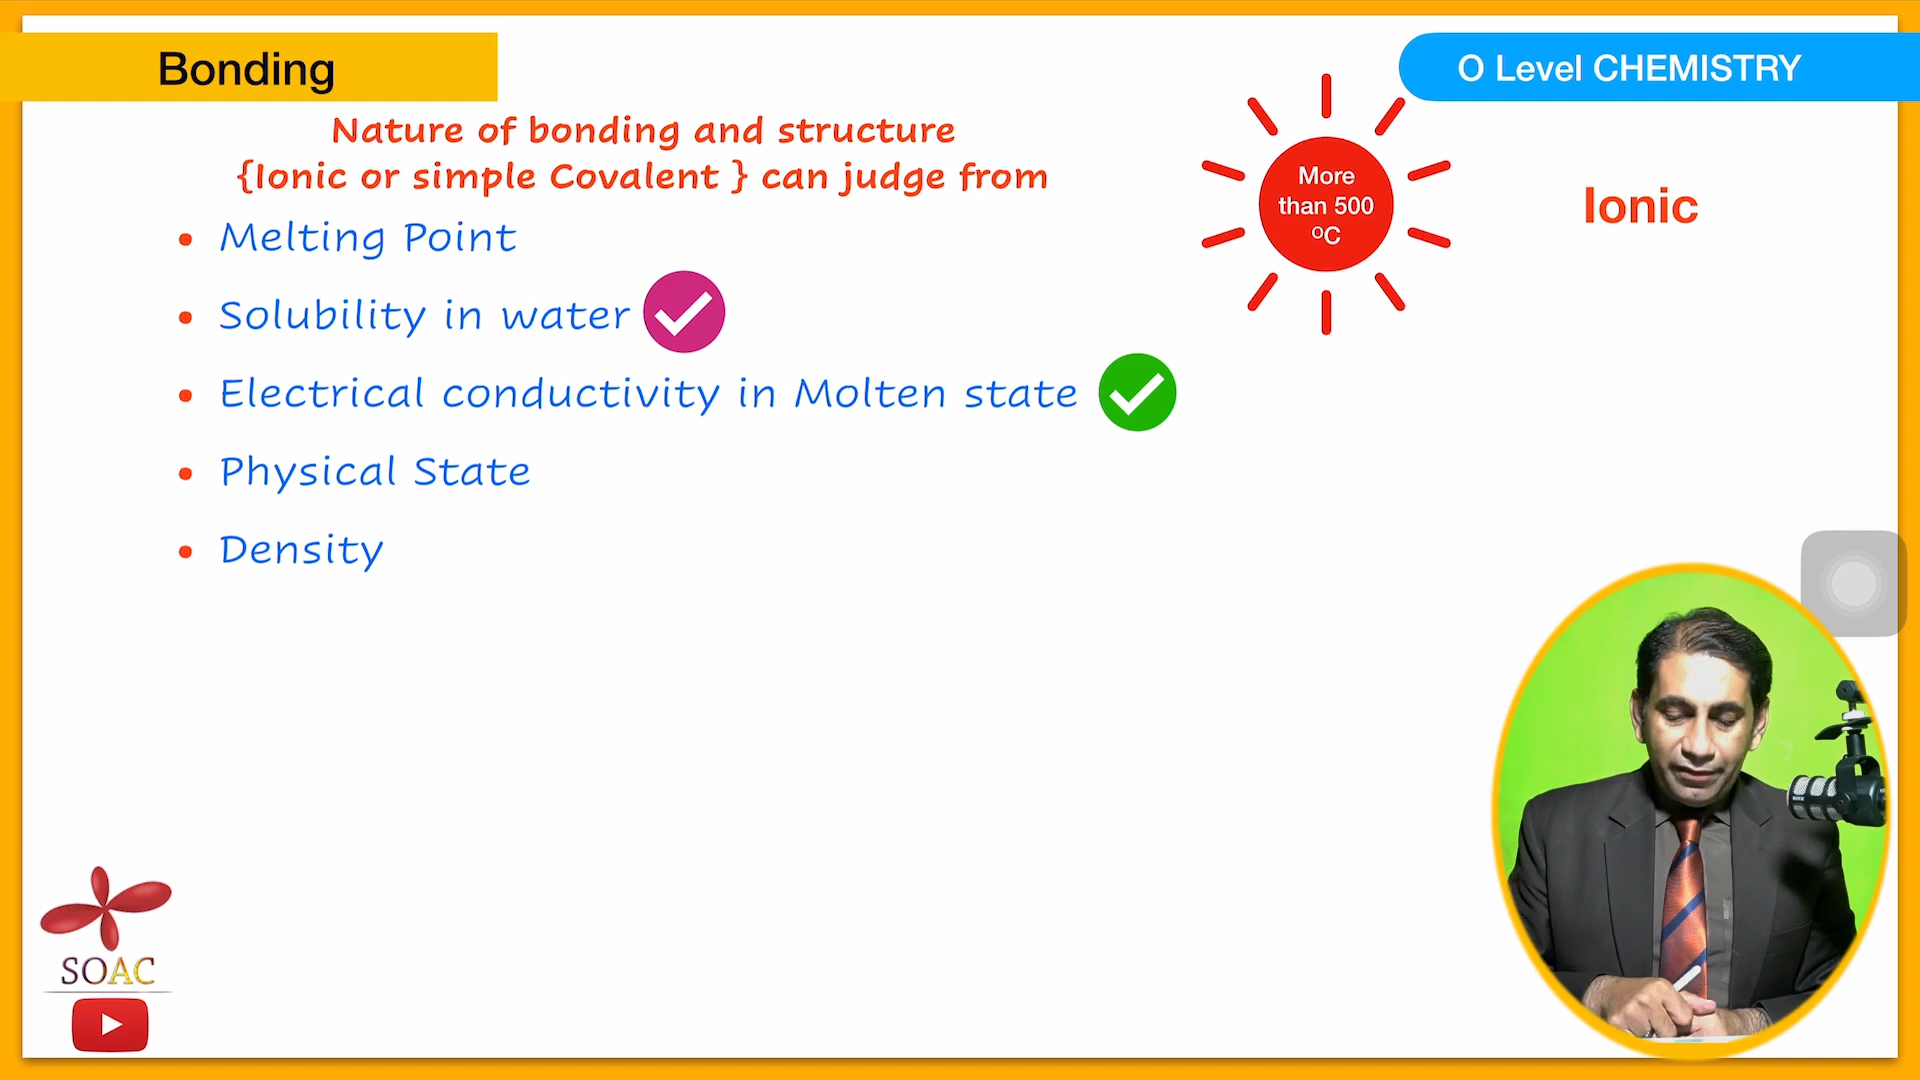 Bonding
O Level CHEMISTRY
Nature of bonding and structure
{Ionic or simple Covalent } can judge from
• Melting Point
• Solubility in water
• Electrical conductivity in Molten state
• Physical State
• Density
More
than 500
ºC
Ionic
SOAC